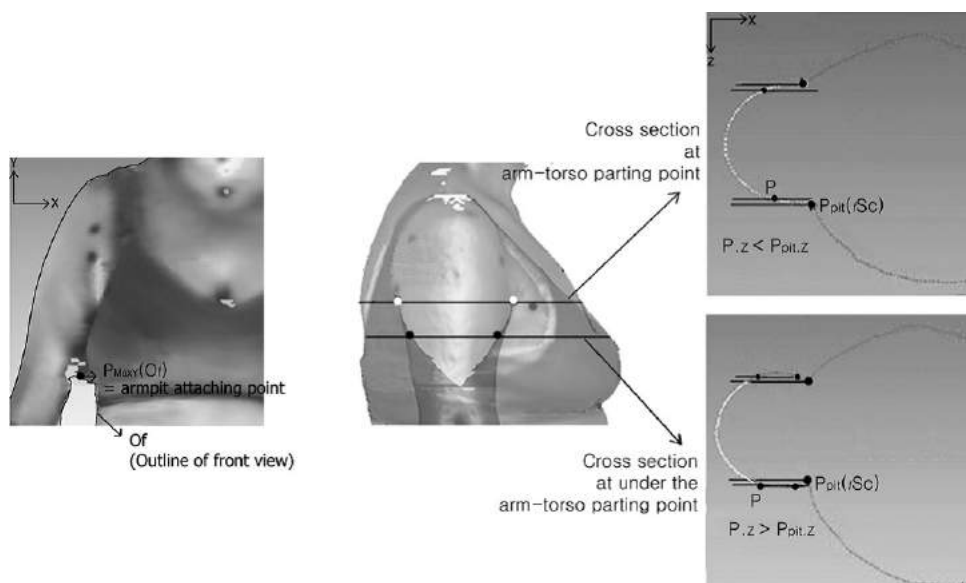 Y
X
PMaxY(Of)
= armpit attaching point
Of
(Outline of front view)
Cross section
at
arm-torso parting point
Cross section
at under the
arm-torso parting point
X
Z
P
Ppit(iSc)
P.z < Ppit.z
Ppit(iSc)
P
P.z > Ppit.z